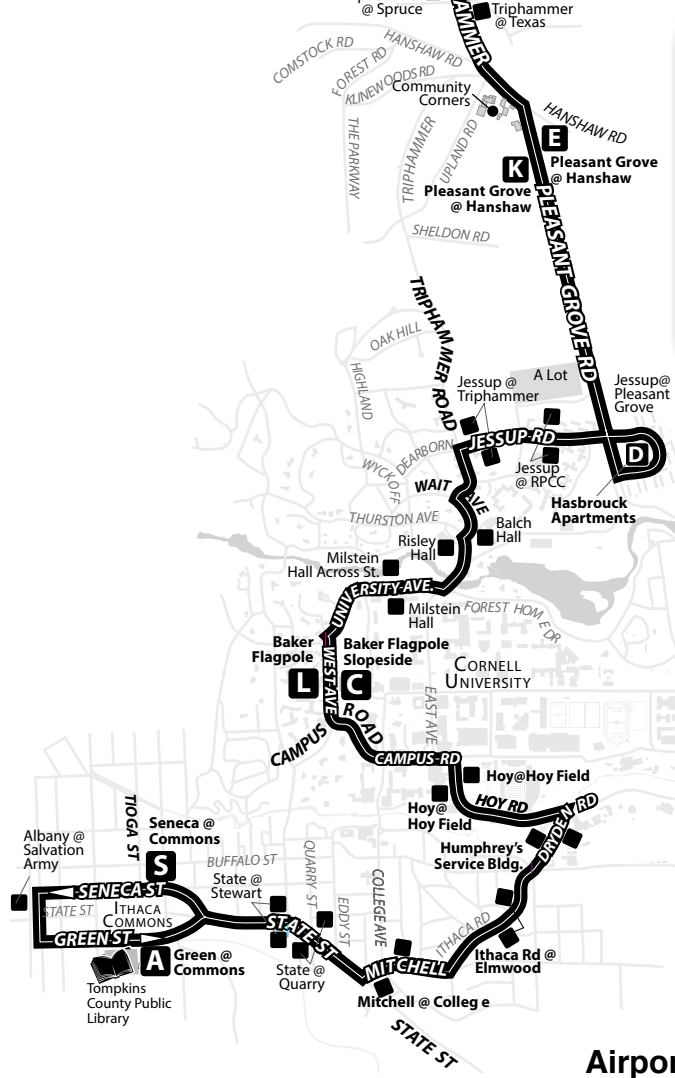 @ Spruce
Triphammer
@ Texas
AMMER
COMSTOCK RD
HANSHAW RD
FOREST RD
KLINEWOODS RD
Community
Corners
HANSHAW RD
THE PARKWAY
TRIPHAMMER
UPLAND RD
E
Pleasant Grove
@ Hanshaw
K
Pleasant Grove
@ Hanshaw
SHELDON RD
PLEASANT GROVE RD
TRIPHAMMER ROAD
OAK HILL
HIGHLAND
A Lot
Jessup @
Triphammer
Jessup@
Pleasant
Grove
JESSUP RD
DEARBORN
D
WYCKOFF
Jessup
@ RPCC
WAIT AVE
Hasbrouck
Apartments
THURSTON AVE
Balch
Hall
Risley
Hall
Milstein
Hall Across St.
UNIVERSITY AVE.
Milstein
Hall
FOREST HOME DR
Baker
Flagpole
Baker Flagpole
Slopeside
L
C
WEST AVE
CORNELL
UNIVERSITY
EAST AVE
CAMPUS ROAD
CAMPUS RD
Hoy@Hoy Field
Hoy@
Hoy Field
HOY RD
DRYDEN RD
Humphrey's
Service Bldg.
TIOGA ST
Seneca @
Commons
Albany @
Salvation
Army
S
BUFFALO ST
QUARRY ST
State @
Stewart
COLLEGE AVE
EDDY ST
SENECA ST
STATE ST
ITHACA
COMMONS
ITHACA RD
STATE ST
GREEN ST
A
Green @
Commons
State @
Quarry
MITCHELL
Ithaca Rd @
Elmwood
Tompkins
County Public
Library
Mitchell @ Colleg e
STATE ST
Airpor